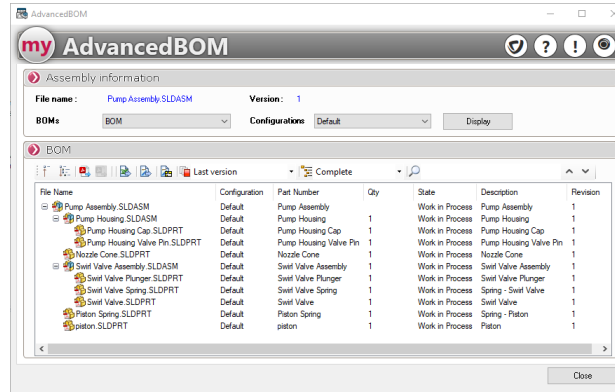 AdvancedBOM
my AdvancedBOM
Assembly information
File name : Pump Assembly.SLDASM Version : 1
BOMs BOM Configurations Default Display
BOM
Last version Complete
File Name Configuration Part Number Qty State Description Revision
Pump Assembly.SLDASM Default Pump Assembly Work in Process Pump Assembly 1
Pump Housing.SLDASM Default Pump Housing 1 Work in Process Pump Housing 1
Pump Housing Cap.SLDPRT Default Pump Housing Cap 1 Work in Process Pump Housing Cap 1
Pump Housing Valve Pin.SLDPRT Default Pump Housing Valve Pin 1 Work in Process Pump Housing Valve Pin 1
Nozzle Cone.SLDPRT Default Nozzle Cone 1 Work in Process Nozzle Cone 1
Swirl Valve Assembly.SLDASM Default Swirl Valve Assembly 1 Work in Process Swirl Valve Assembly 1
Swirl Valve Plunger.SLDPRT Default Swirl Valve Plunger 1 Work in Process Swirl Valve Plunger 1
Swirl Valve Spring.SLDPRT Default Swirl Valve Spring 1 Work in Process Spring - Swirl Valve 1
Swirl Valve.SLDPRT Default Swirl Valve 1 Work in Process Swirl Valve 1
Piston Spring.SLDPRT Default Piston Spring 1 Work in Process Spring - Piston 1
piston.SLDPRT Default piston 1 Work in Process Piston 1
Close